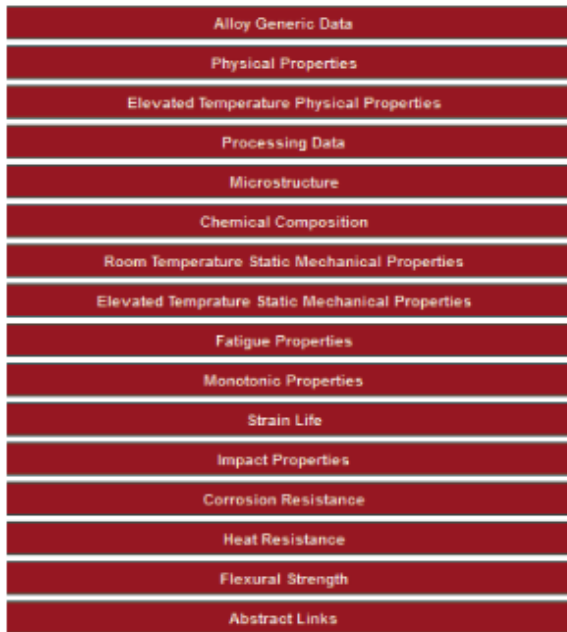 Alloy Generic Data
Physical Properties
Elevated Temperature Physical Properties
Processing Data
Microstructure
Chemical Composition
Room Temperature Static Mechanical Properties
Elevated Temprature Static Mechanical Properties
Fatigue Properties
Monotonic Properties
Strain Life
Impact Properties
Corrosion Resistance
Heat Resistance
Flexural Strength
Abstract Links